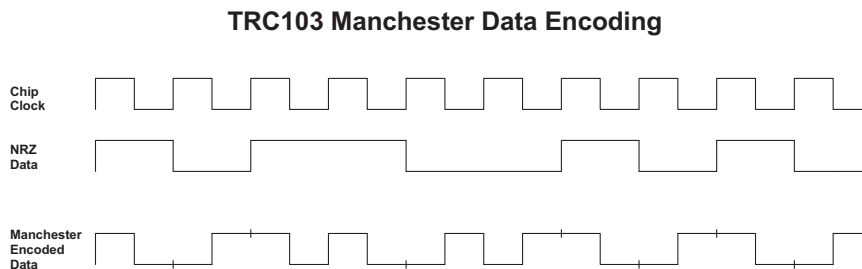 TRC103 Manchester Data Encoding
Chip
Clock
NRZ
Data
Manchester
Encoded
Data